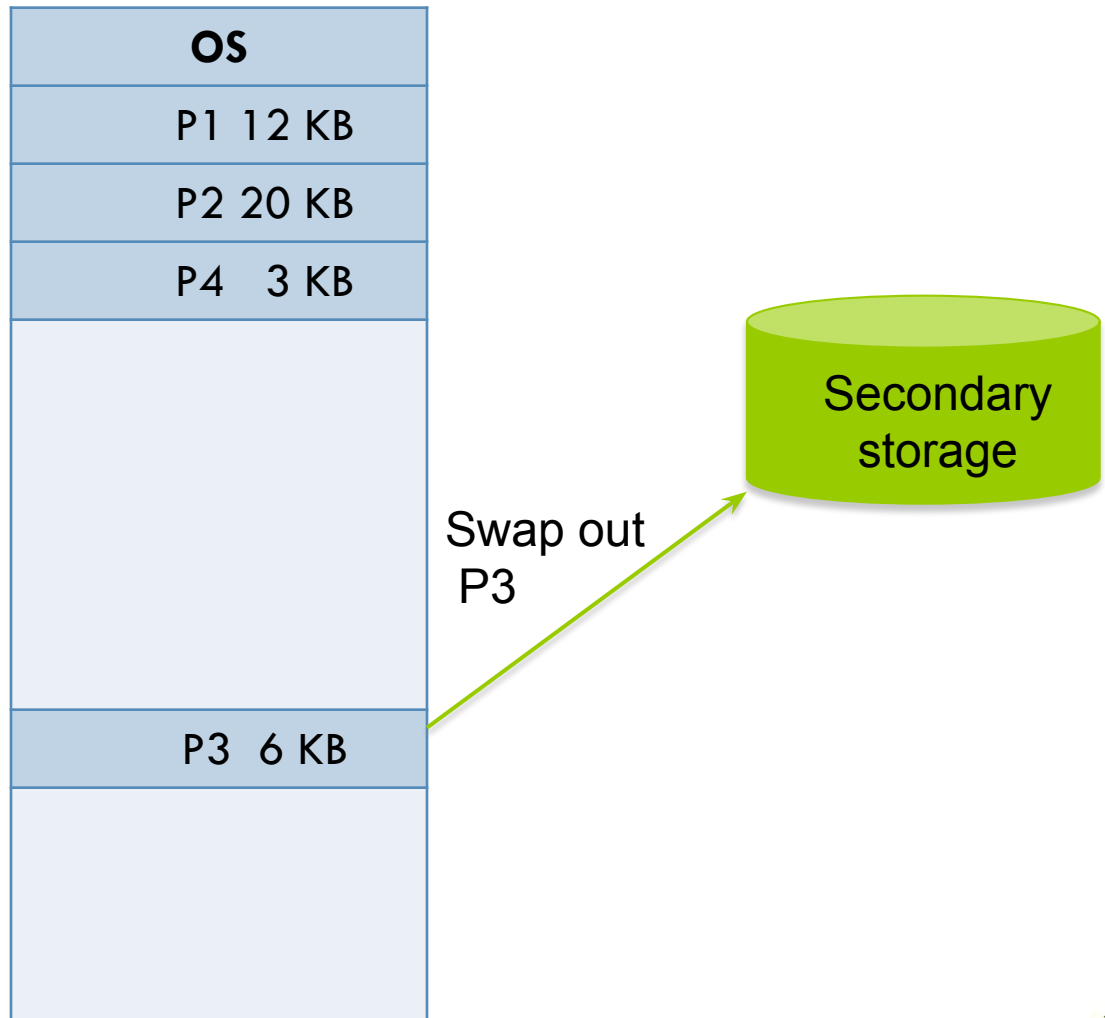 OS
P1 12 KB
P2 20 KB
P4 3 KB
Secondary
storage
Swap out
P3
P3 6 KB